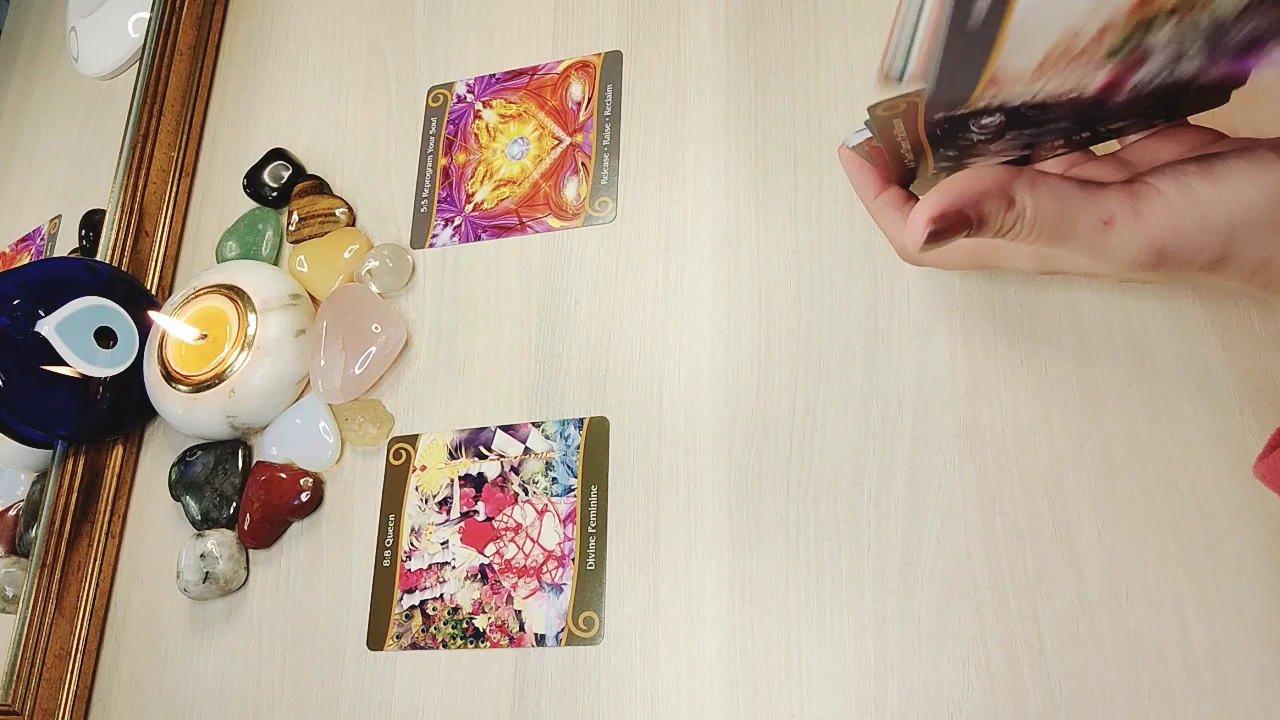 5:5 Reprogram Your Soul
Release • Raise • Reclaim
8:8 Queen
Divine Feminine